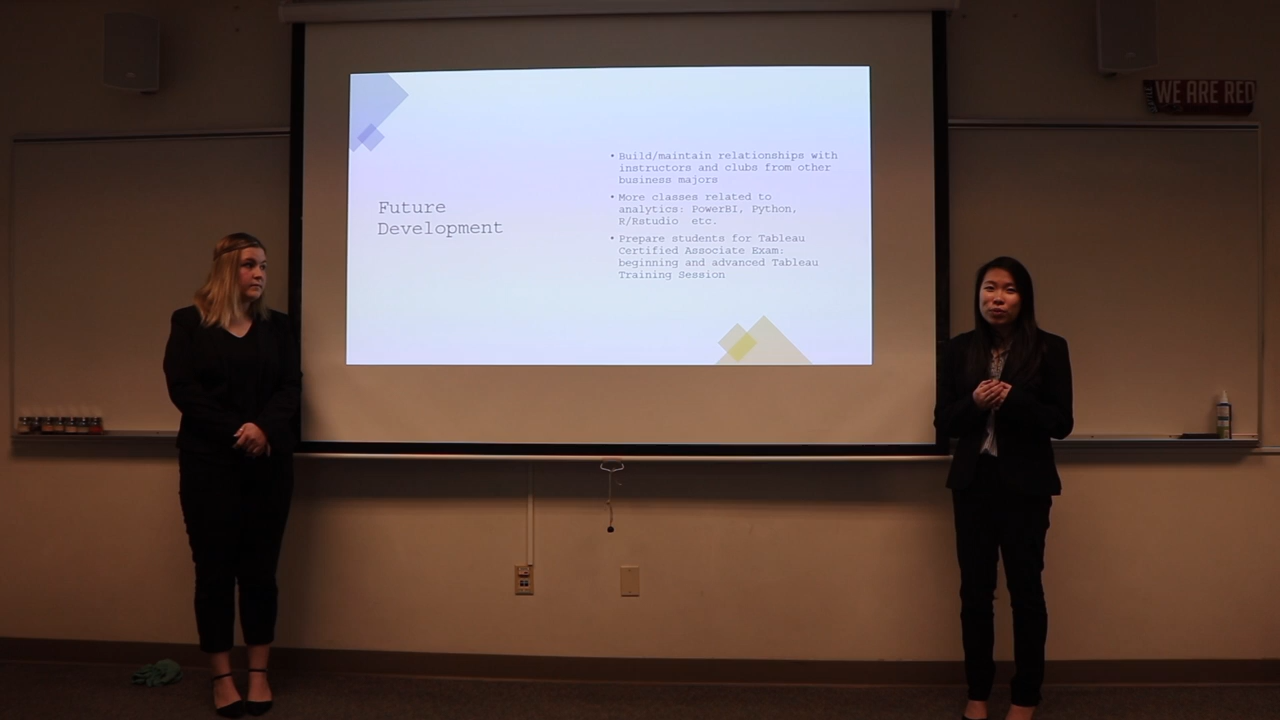 WE ARE RED
Future
Development
• Build/maintain relationships with
instructors and clubs from other
business majors
• More classes related to
analytics: PowerBI, Python,
R/Rstudio etc.
• Prepare students for Tableau
Certified Associate Exam:
beginning and advanced Tableau
Training Session